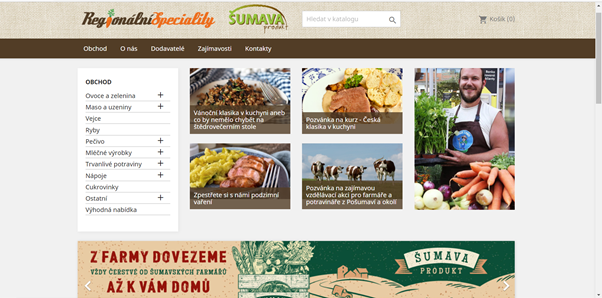 RegionálníSpeciality
ŠUMAVA
produkt
Hledat v katalogu
Košík (0)
Obchod
O nás
Dodavatelé
Zajímavosti
Kontakty
OBCHOD
Ovoce a zelenina
Maso a uzeniny
Vejce
Ryby
Pečivo
Mléčné výrobky
Trvanlivé potraviny
Nápoje
Cukrovinky
Ostatní
Výhodná nabídka
Vánoční klasika v kuchyni aneb
co by nemělo chybět na
štědrovečerním stole
Pozvánka na kurz - Česká
klasika v kuchyni
Zpestřete si s námi podzimní
vaření
Pozvánka na zajímavou
vzdělávací akci pro farmáře a
potravináře z Pošumaví a okolí
Z FARMY DOVEZEME
VŽDY ČERSTVĚ OD ŠUMAVSKÝCH FARMÁŘŮ
AŽ K VÁM DOMŮ
ŠUMAVA
PRODUKT